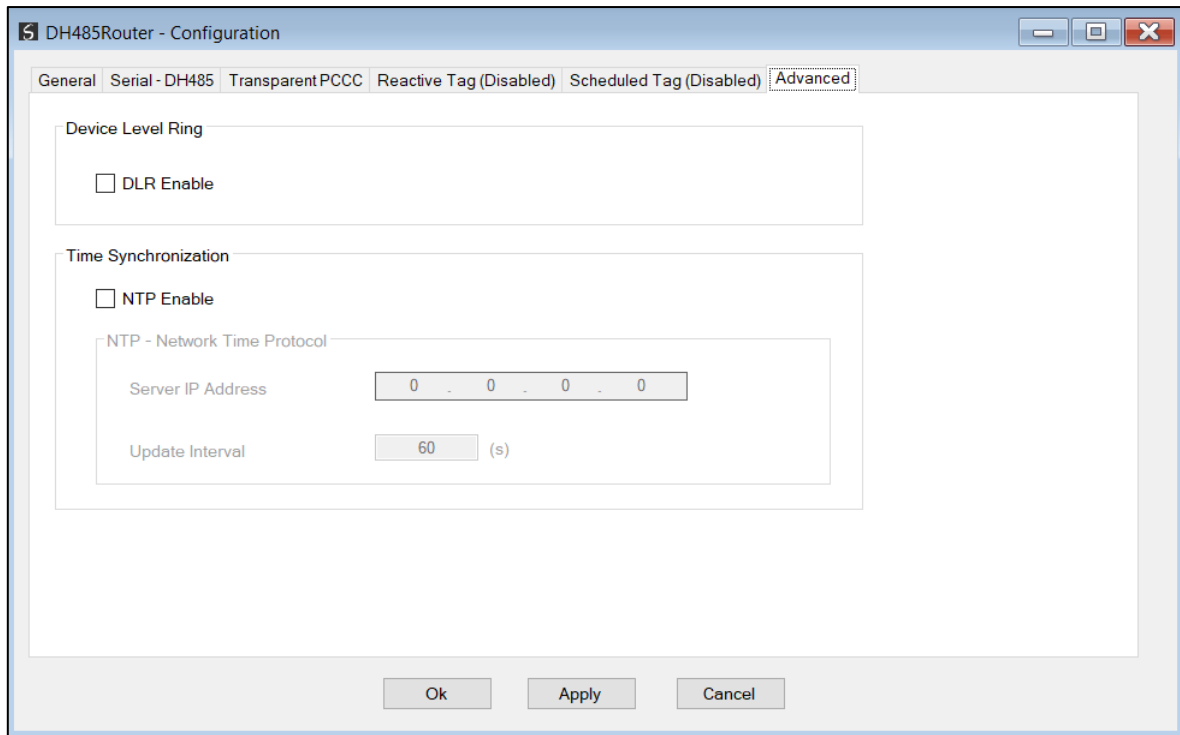 DH485Router - Configuration
General Serial - DH485 Transparent PCCC Reactive Tag (Disabled) Scheduled Tag (Disabled) Advanced
Device Level Ring
DLR Enable
Time Synchronization
NTP Enable
NTP - Network Time Protocol
Server IP Address 0 . 0 . 0 . 0
Update Interval 60 (s)
Ok Apply Cancel